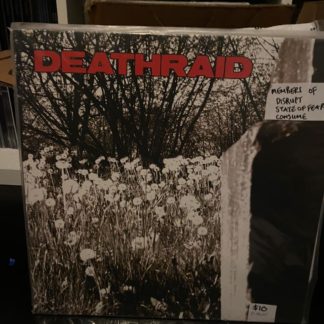 DEATHRAID
MEMBERS OF
DISRUPT
STATE OF FEAR
CONSUME
$10